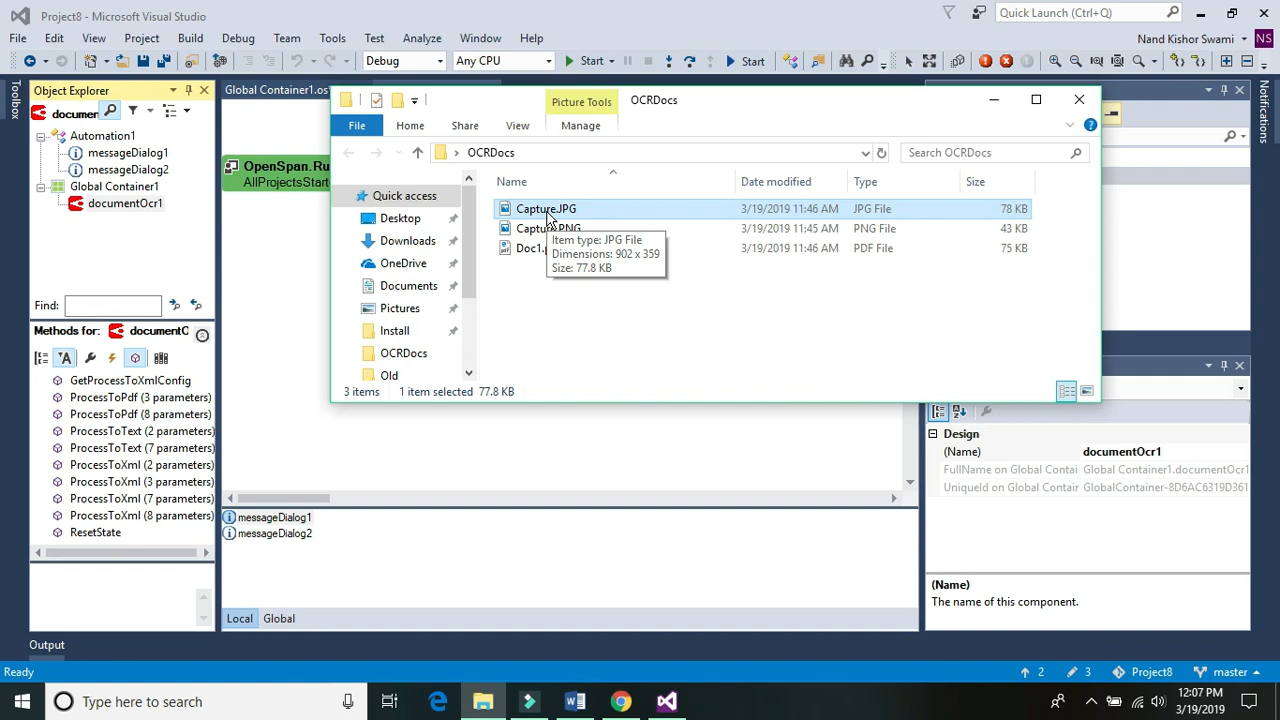 Project8 - Microsoft Visual Studio
Quick Launch (Ctrl+Q)
File Edit View Project Build Debug Team Tools Test Analyze Window Help
Nand Kishor Swami NS
Debug Any CPU Start Start
Toolbox
Object Explorer
Global Container1.os
documen
Automation1
messageDialog1
messageDialog2
Global Container1
documentOcr1
OpenSpan.Ru
AllProjectsStart
Find:
Methods for: documentO
GetProcessToXmlConfig
ProcessToPdf (3 parameters)
ProcessToPdf (8 parameters)
ProcessToText (2 parameters)
ProcessToText (7 parameters)
ProcessToXml (2 parameters)
ProcessToXml (3 parameters)
ProcessToXml (7 parameters)
ProcessToXml (8 parameters)
ResetState
Picture Tools
OCRDocs
File Home Share View Manage
OCRDocs
Search OCRDocs
Quick access
Desktop
Downloads
OneDrive
Documents
Pictures
Install
OCRDocs
Old
Name Date modified Type Size
Capture.JPG 3/19/2019 11:46 AM JPG File 78 KB
Capture.PNG 3/19/2019 11:45 AM PNG File 43 KB
Doc1.p 3/19/2019 11:46 AM PDF File 75 KB
Item type: JPG File
Dimensions: 902 x 359
Size: 77.8 KB
3 items 1 item selected 77.8 KB
messageDialog1
messageDialog2
Local Global
Notifications
Design
(Name) documentOcr1
FullName on Global Contai Global Container1.documentOcr1
UniqueId on Global Contair GlobalContainer-8D6AC6319D361
(Name)
The name of this component.
Output
Ready
2 3 Project8 master
Type here to search
12:07 PM
3/19/2019